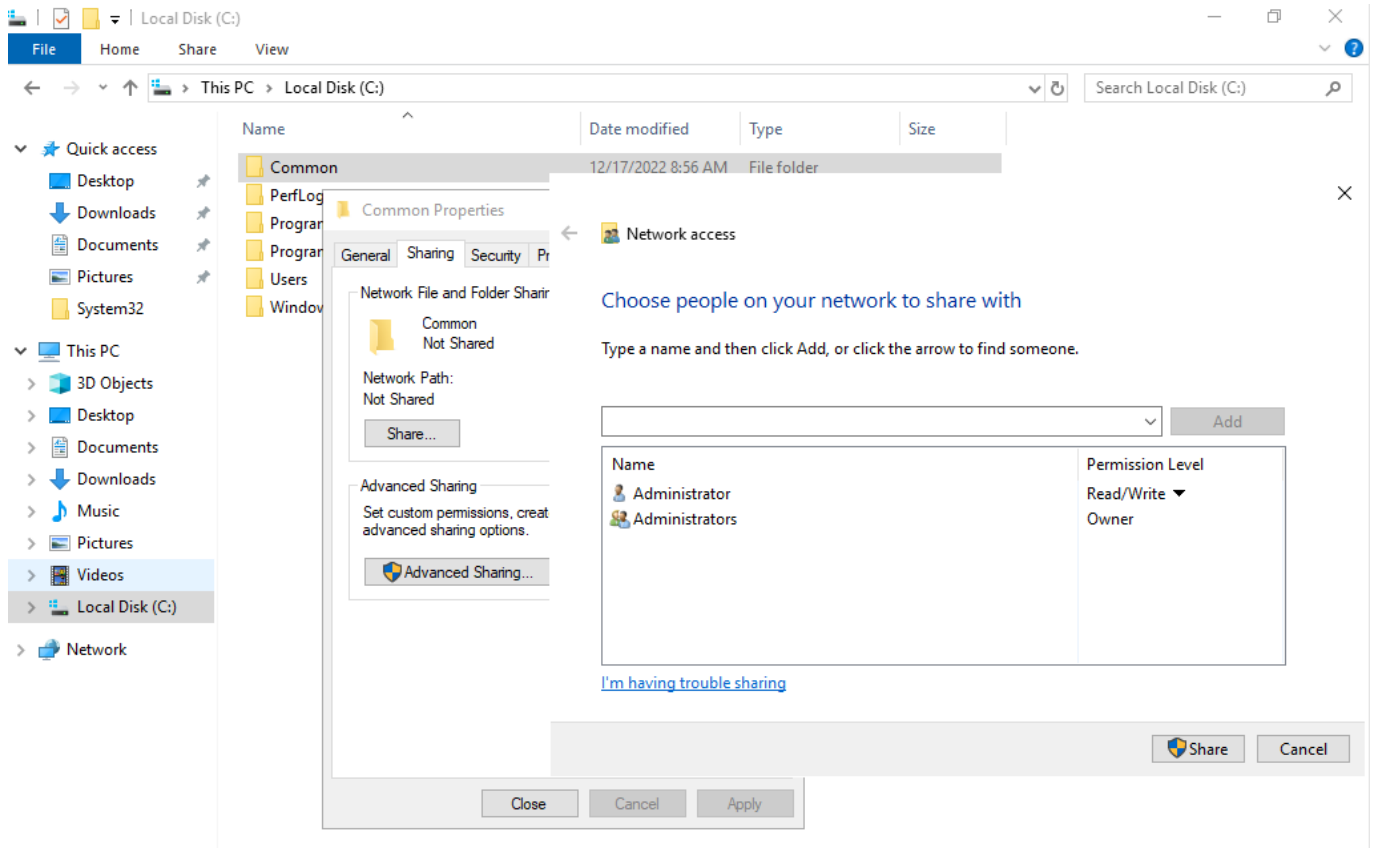 Local Disk (C:)
File Home Share View
This PC > Local Disk (C:)
Search Local Disk (C:)
Name Date modified Type Size
Quick access
Desktop
Downloads
Documents
Pictures
System32
This PC
3D Objects
Desktop
Documents
Downloads
Music
Pictures
Videos
Local Disk (C:)
Network
Common 12/17/2022 8:56 AM File folder
PerfLog
Program
Program
Users
Window
Common Properties
General Sharing Security Pr
Network File and Folder Sharin
Common
Not Shared
Network Path:
Not Shared
Share...
Advanced Sharing
Set custom permissions, creat
advanced sharing options.
Advanced Sharing...
Close Cancel Apply
Network access
Choose people on your network to share with
Type a name and then click Add, or click the arrow to find someone.
Add
Name Permission Level
Administrator Read/Write
Administrators Owner
I'm having trouble sharing
Share Cancel